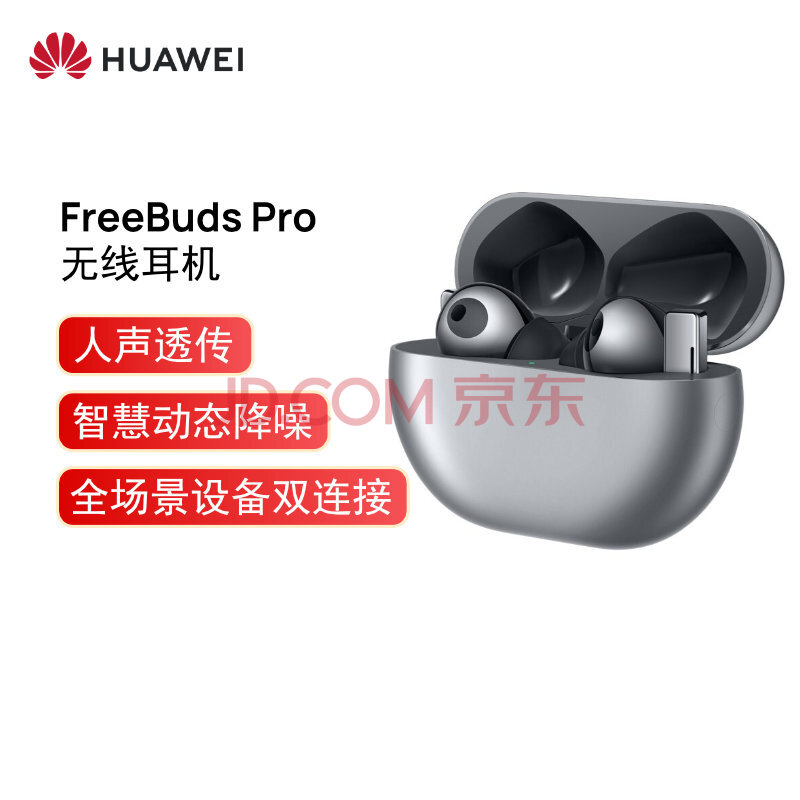 HUAWEI
FreeBuds Pro
无线耳机
人声透传
智慧动态降噪
全场景设备双连接
JD.COM 京东